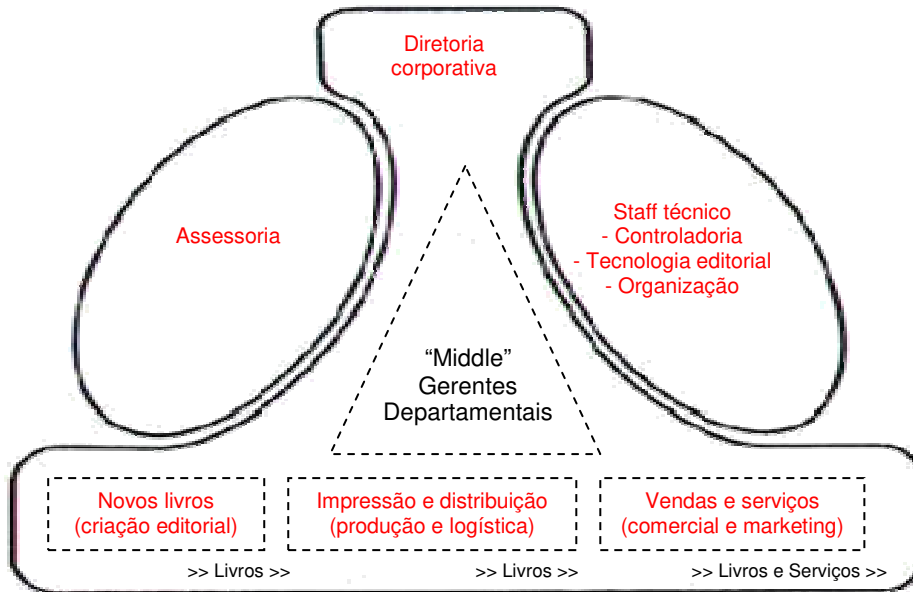 Diretoria
corporativa
Assessoria
Staff técnico
- Controladoria
- Tecnologia editorial
- Organização
“Middle”
Gerentes
Departamentais
Novos livros
(criação editorial)
Impressão e distribuição
(produção e logística)
Vendas e serviços
(comercial e marketing)
>> Livros >>
>> Livros >>
>> Livros e Serviços >>